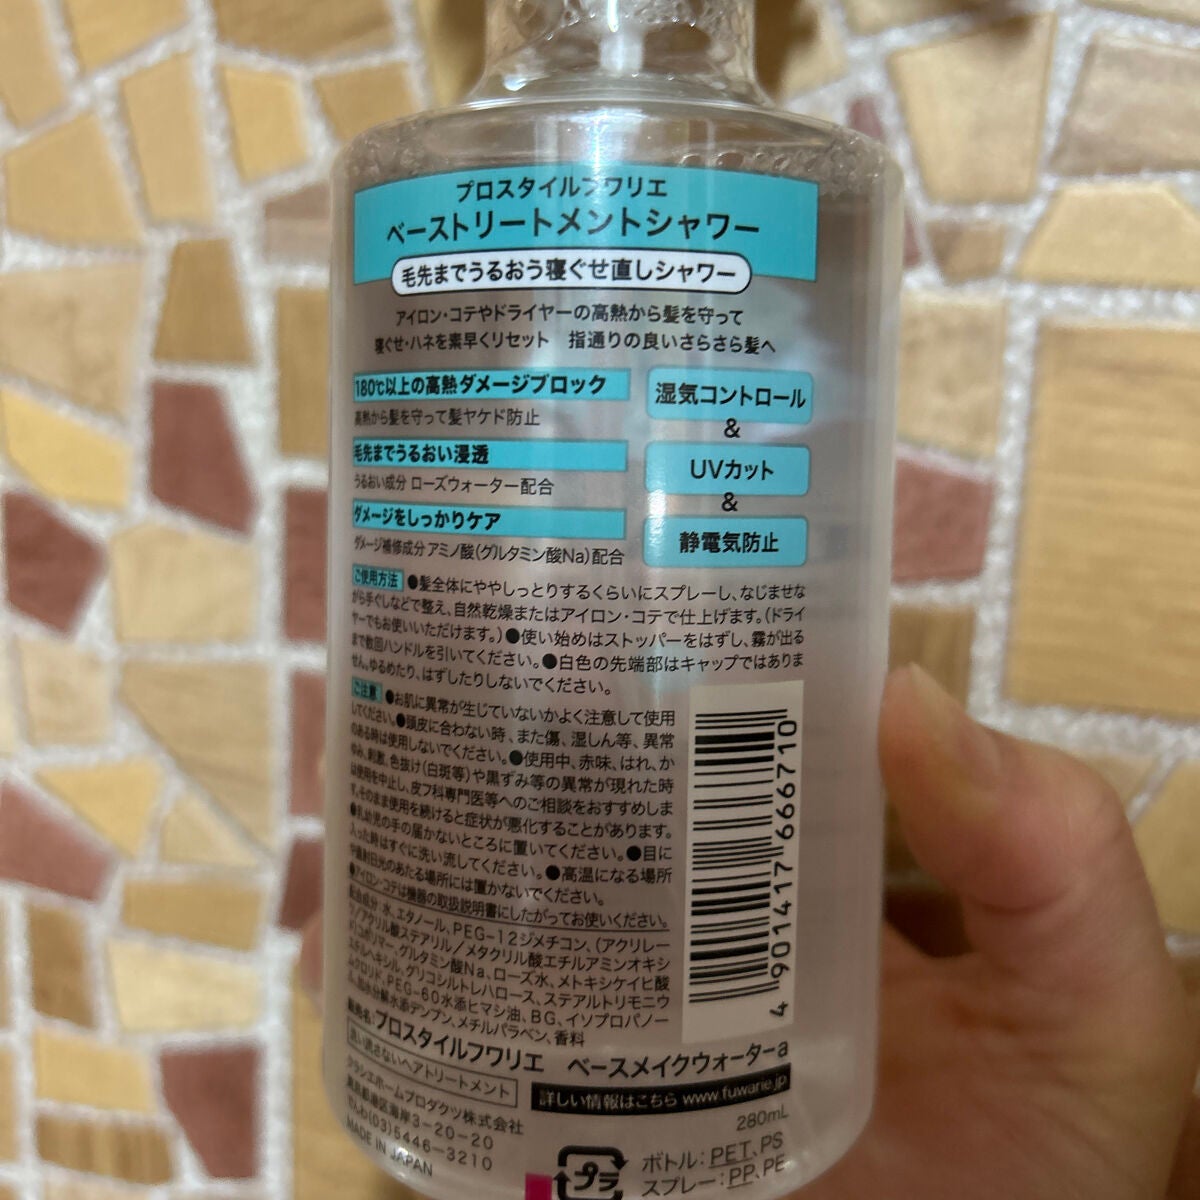 プロスタイルフワリエ
ベーストリートメントシャワー
毛先までうるおう寝ぐせ直しシャワー
アイロン・コテやドライヤーの高熱から髪を守って
寝ぐせ・ハネを素早くリセット　指通りの良いさらさら髪へ
180℃以上の高熱ダメージブロック
高熱から髪を守って髪ヤケド防止
毛先までうるおい浸透
うるおい成分 ローズウォーター配合
ダメージをしっかりケア
ダメージ補修成分 アミノ酸(グルタミン酸Na)配合
湿気コントロール
&
UVカット
&
静電気防止
ご使用方法 ●髪全体にややしっとりするくらいにスプレーし、なじませな
がら手ぐしなどで整え、自然乾燥またはアイロン・コテで仕上げます。(ドライ
ヤーでもお使いいただけます。)●使い始めはストッパーをはずし、霧が出る
まで数回ハンドルを引いてください。●白色の先端部はキャップではありま
せん。ゆるめたり、はずしたりしないでください。
ご注意 ●お肌に異常が生じていないかよく注意して使用
してください。●頭皮に合わない時、また傷、湿しん等、異常
のある時は使用しないでください。●使用中、赤味、はれ、か
ゆみ、刺激、色抜け(白斑等)や黒ずみ等の異常が現れた時
は使用を中止し、皮フ科専門医等へのご相談をおすすめしま
す。そのまま使用を続けると症状が悪化することがあります。
●乳幼児の手の届かないところに置いてください。●目に
入った時はすぐに洗い流してください。●高温になる場所
や直射日光のあたる場所には置かないでください。
●アイロン・コテは機器の取扱説明書にしたがってお使いください。
配合成分:水、エタノール、PEG-12ジメチコン、(アクリレー
ツ/アクリル酸ステアリル/メタクリル酸エチルアミンオキシ
ド)コポリマー、グルタミン酸Na、ローズ水、メトキシケイヒ酸
エチルヘキシル、グリコシルトレハロース、ステアルトリモニウ
ムクロリド、PEG-60水添ヒマシ油、BG、イソプロパノー
ル、加水分解水添デンプン、メチルパラベン、香料
販売名:プロスタイルフワリエ　ベースメイクウォーターa
洗い流さないヘアトリートメント
詳しい情報はこちら www.fuwarie.jp
クラシエホームプロダクツ株式会社
東京都港区海岸3-20-20
でんわ(03)5446-3210
MADE IN JAPAN
280mL
プラ
ボトル:PET、PS
スプレー:PP、PE
4 901417 666710